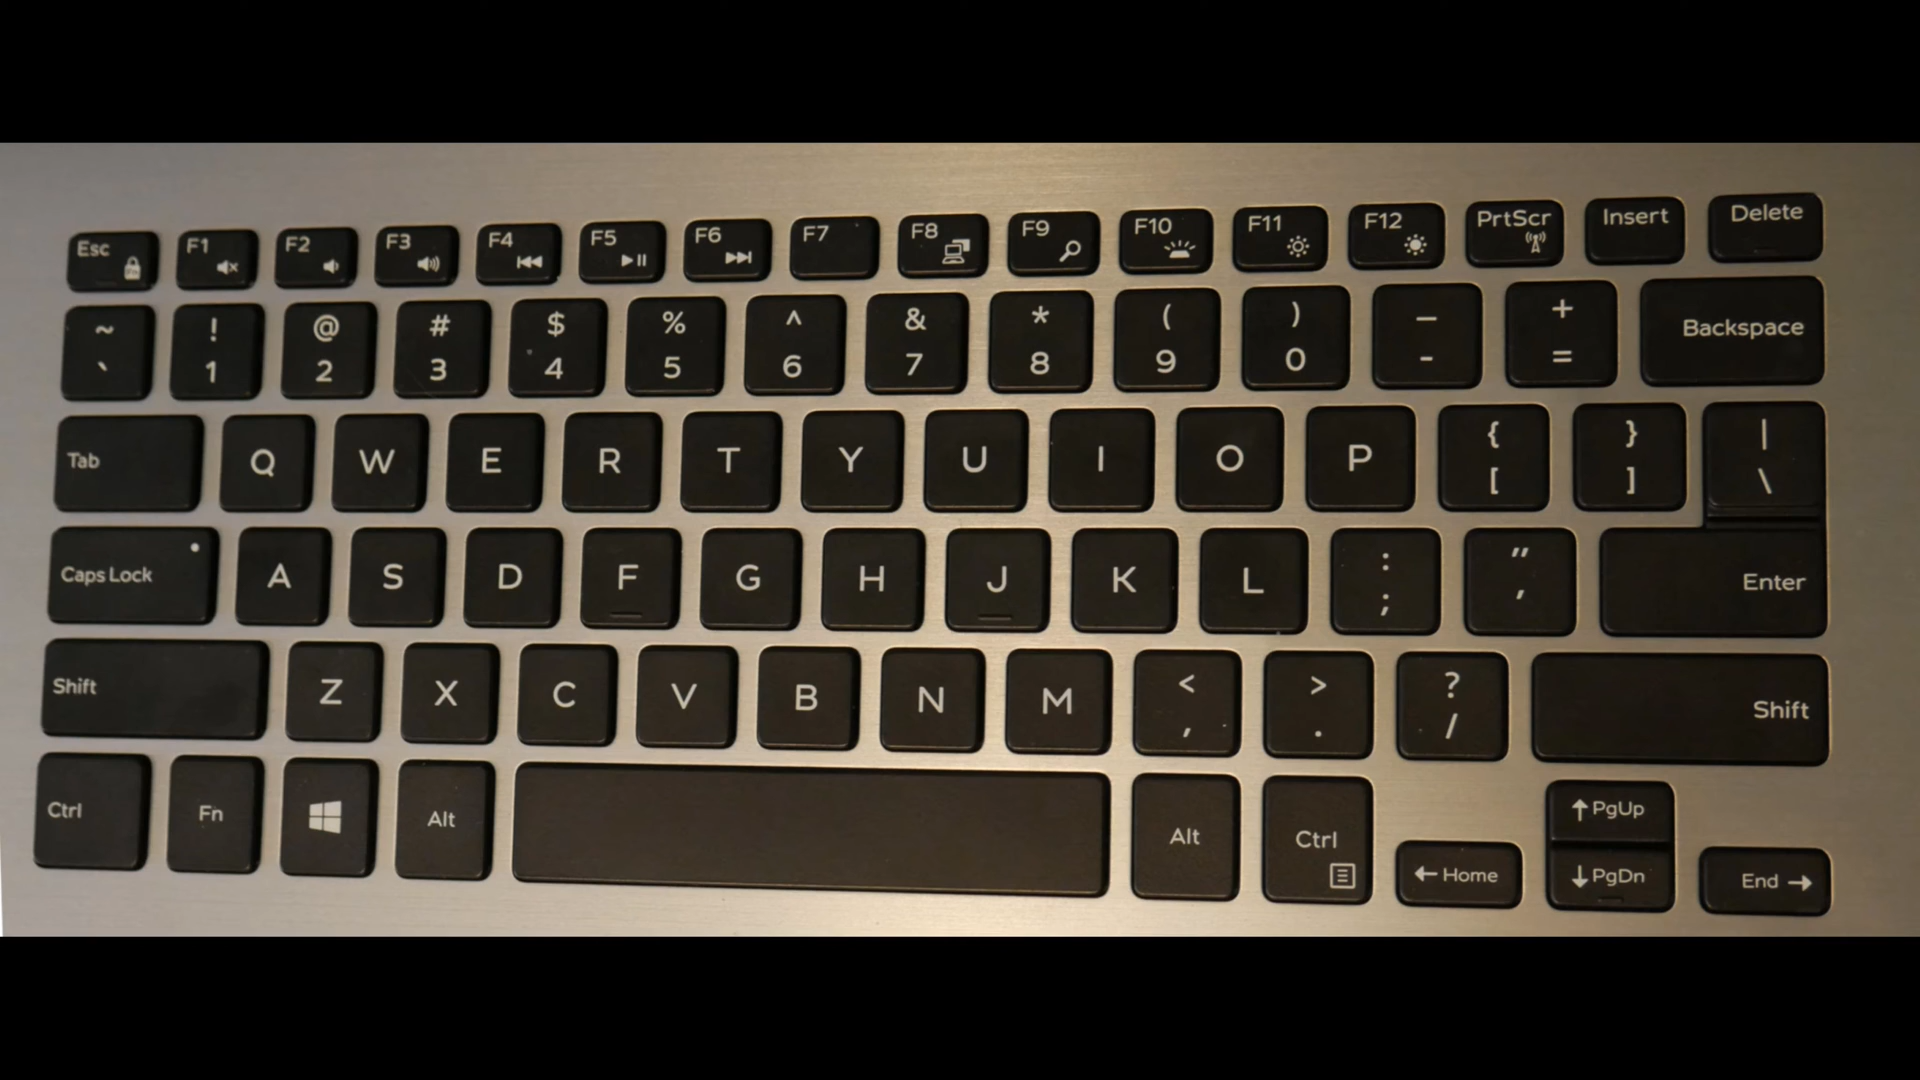 Esc F1 F2 F3 F4 F5 F6 F7 F8 F9 F10 F11 F12 PrtScr Insert Delete
~ ! @ # $ % ^ & * ( ) _ +
` 1 2 3 4 5 6 7 8 9 0 - = Backspace
Tab Q W E R T Y U I O P { [ } ] | \
Caps Lock A S D F G H J K L : ; " ' Enter
Shift Z X C V B N M < , > . ? / Shift
Ctrl Fn Alt Alt Ctrl ← Home ↑ PgUp ↓ PgDn End →